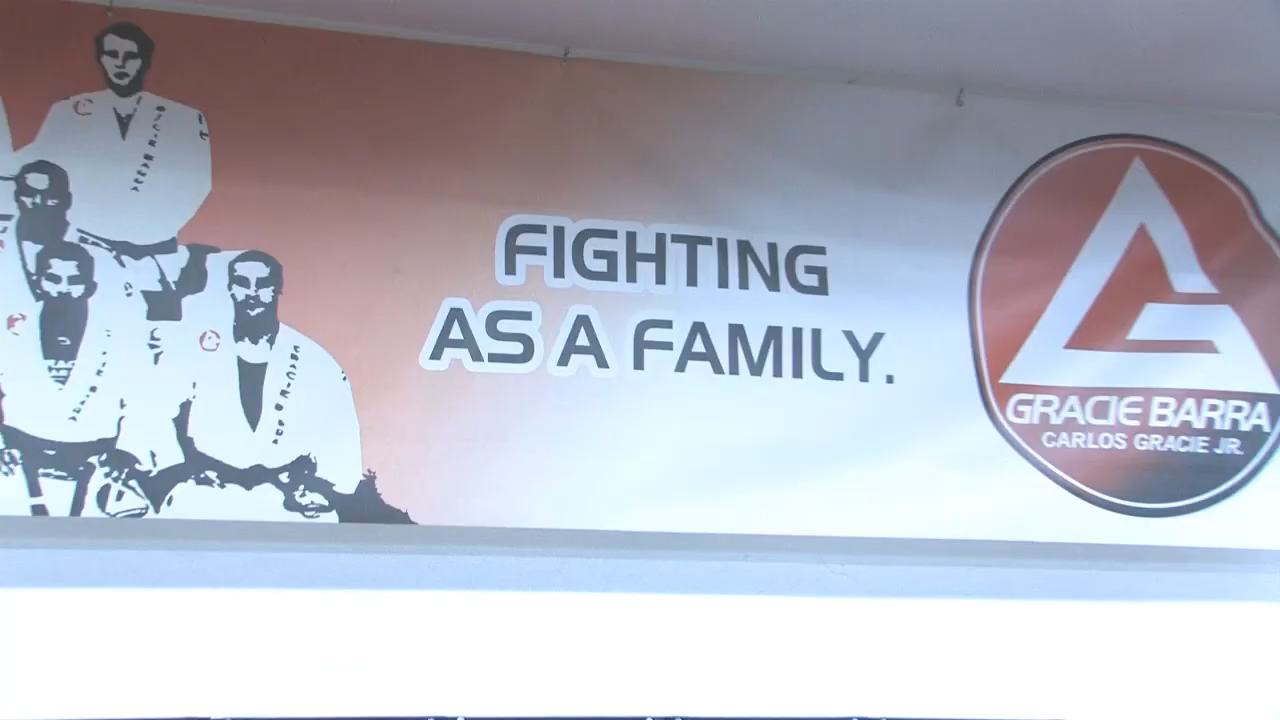 FIGHTING
AS A FAMILY.
GRACIE BARRA
CARLOS GRACIE JR.